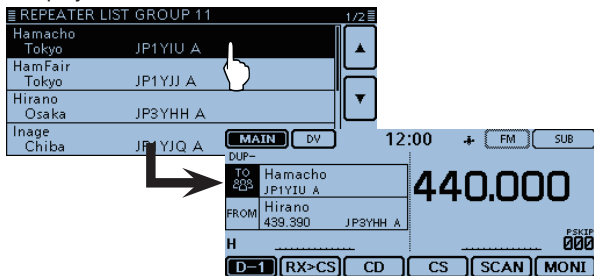 REPEATER LIST GROUP 11 1/2
Hamacho
Tokyo JP1YIU A
HamFair
Tokyo JP1YJJ A
Hirano
Osaka JP3YHH A
Inage
Chiba JP1YJQ A
MAIN DV 12:00 FM SUB
DUP-
TO Hamacho
JP1YIU A
440.000
FROM Hirano
439.390 JP3YHH A
PSKIP
H 000
D-1 RX>CS CD CS SCAN MONI